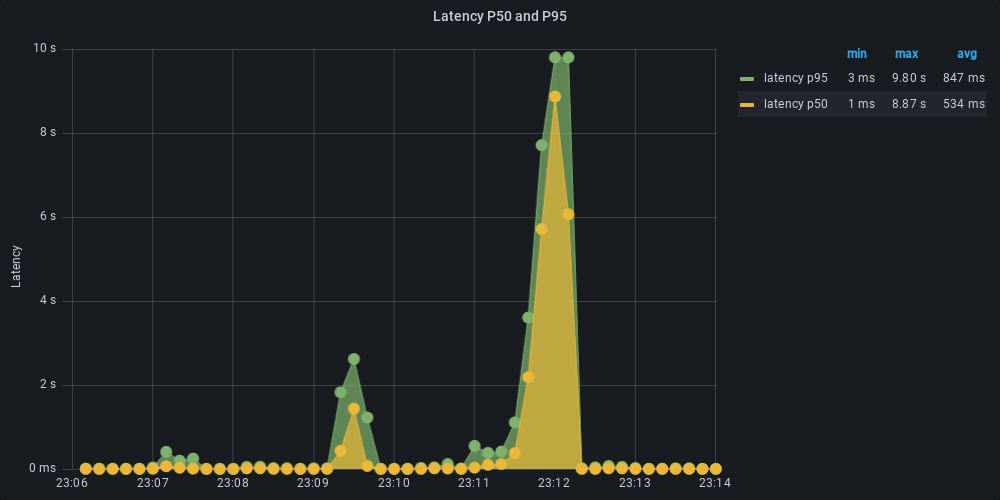 Latency P50 and P95
min max avg
latency p95 3 ms 9.80 s 847 ms
latency p50 1 ms 8.87 s 534 ms
Latency
10 s
8 s
6 s
4 s
2 s
0 ms
23:06 23:07 23:08 23:09 23:10 23:11 23:12 23:13 23:14